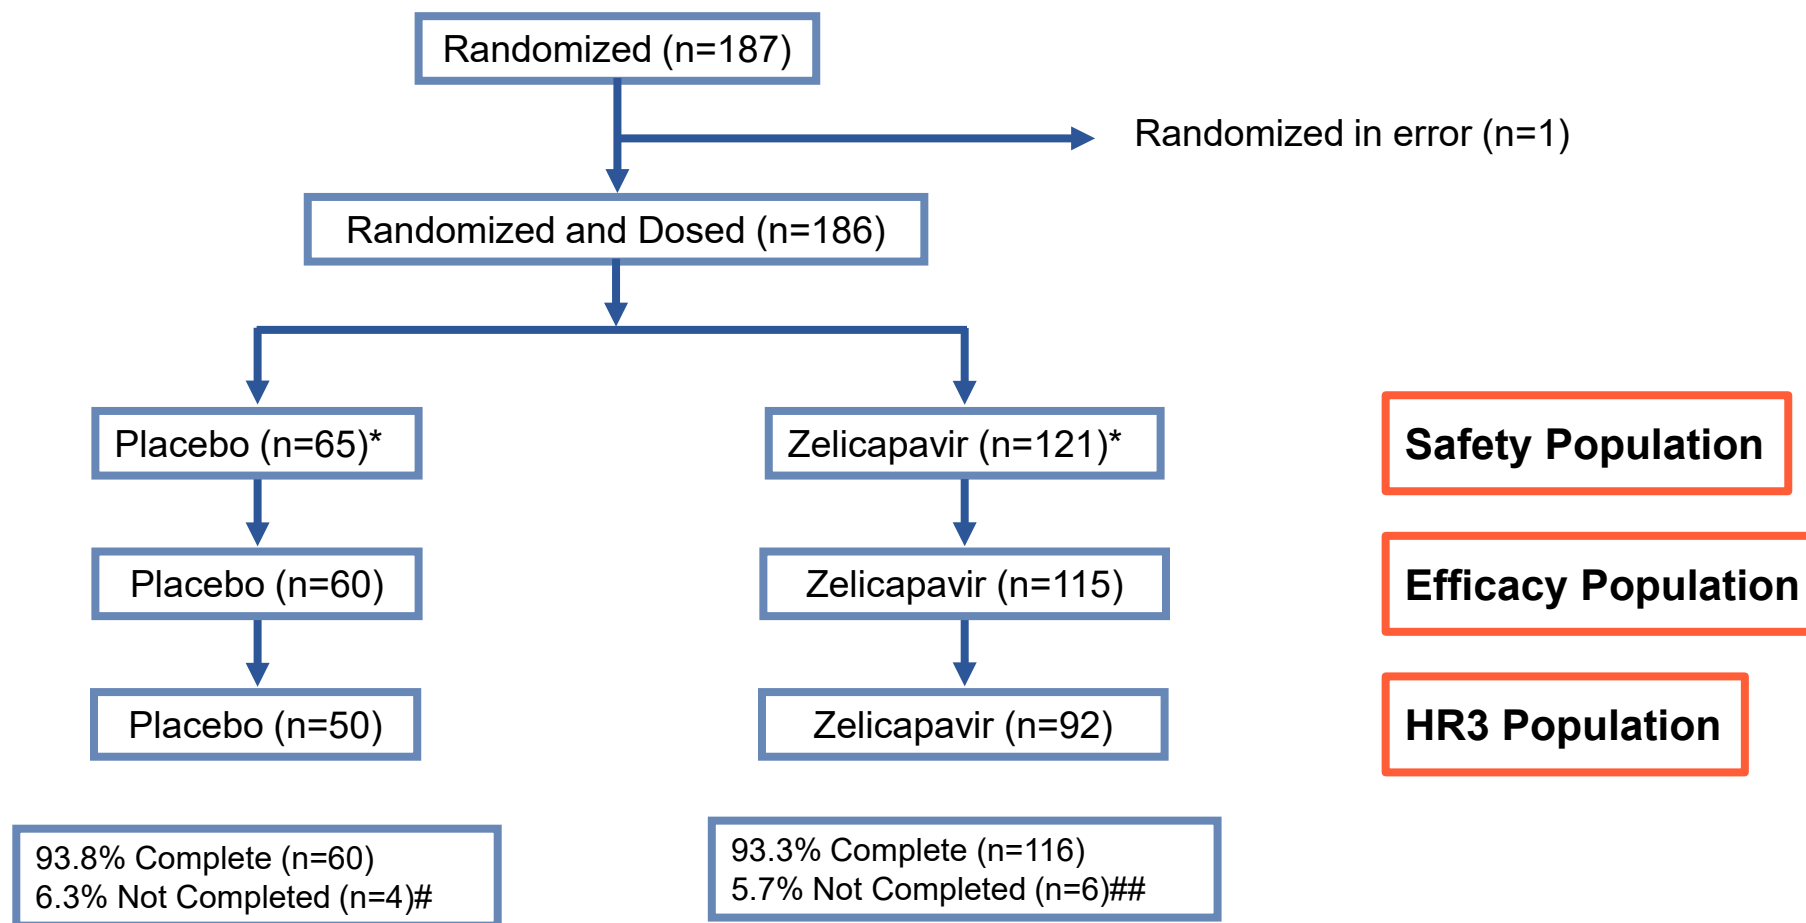 Randomized (n=187)
Randomized in error (n=1)
Randomized and Dosed (n=186)
Placebo (n=65)*
Zelicapavir (n=121)*
Safety Population
Placebo (n=60)
Zelicapavir (n=115)
Efficacy Population
Placebo (n=50)
Zelicapavir (n=92)
HR3 Population
93.8% Complete (n=60)
6.3% Not Completed (n=4)#
93.3% Complete (n=116)
5.7% Not Completed (n=6)##